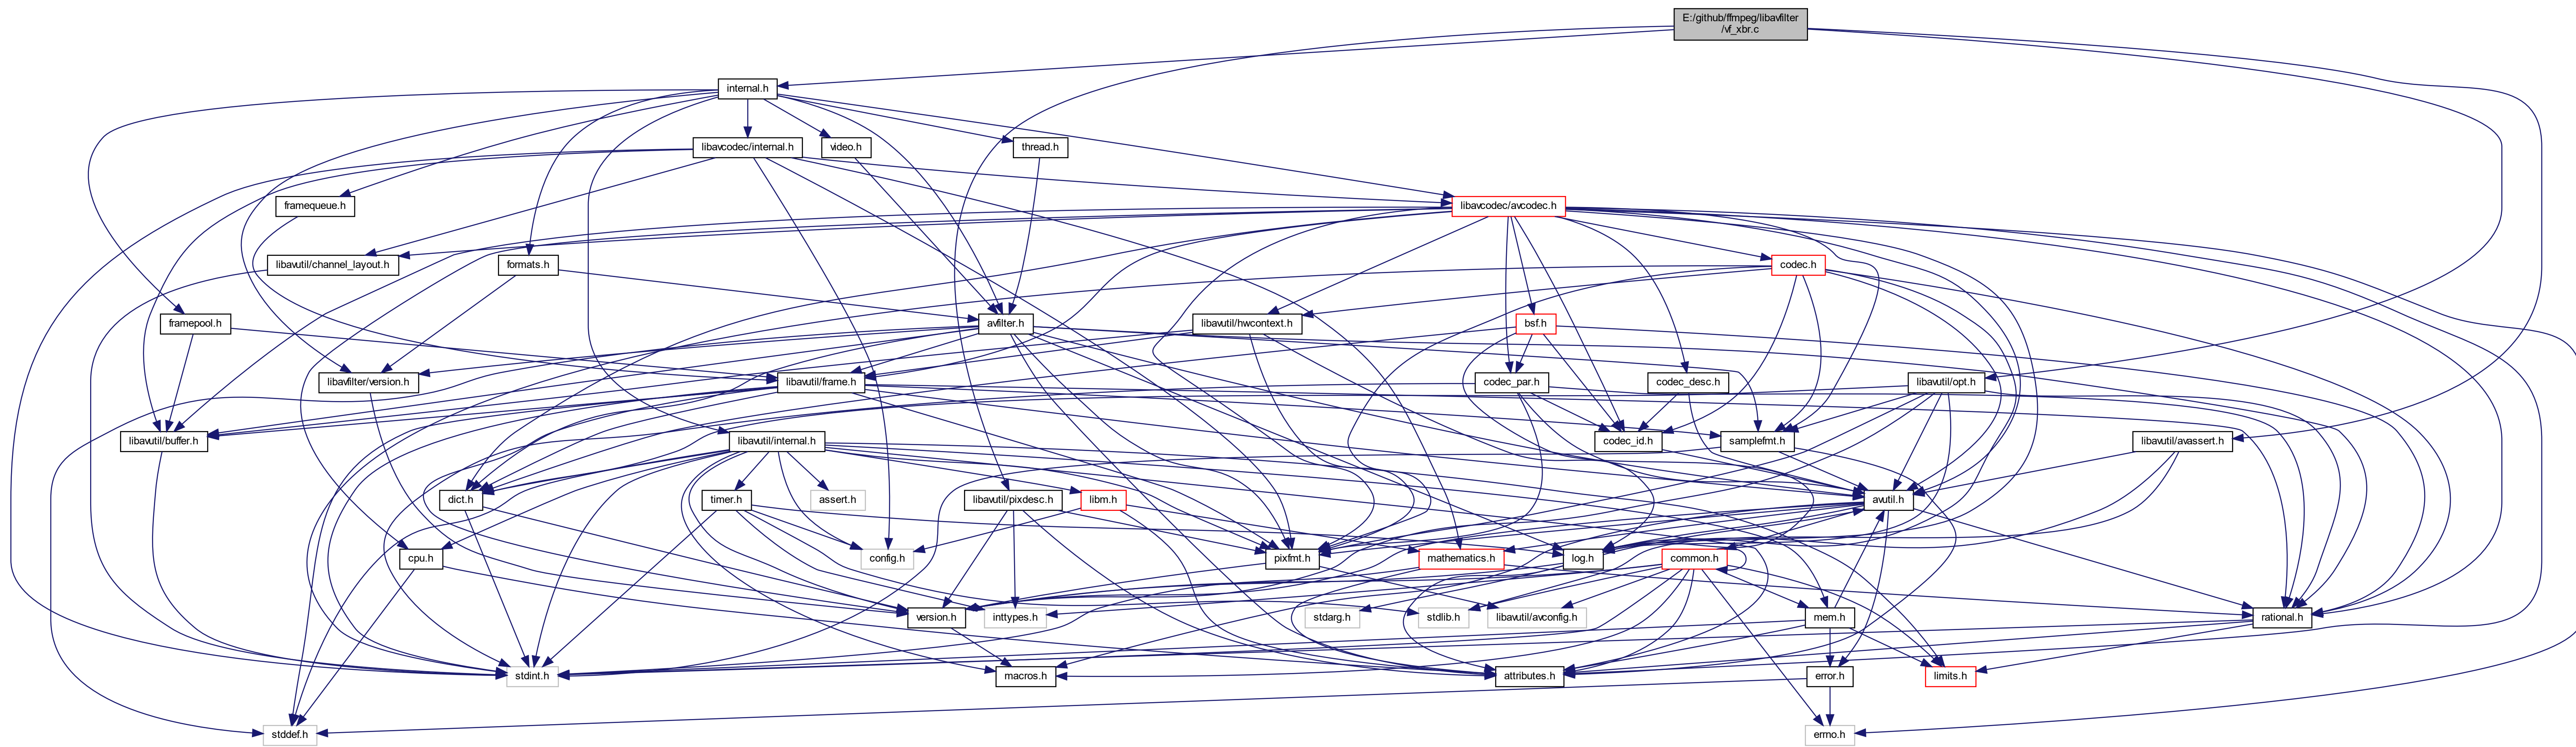 E:/github/ffmpeg/libavfilter
/vf_xbr.c
internal.h
libavcodec/internal.h
video.h
thread.h
framequeue.h
libavcodec/avcodec.h
libavutil/channel_layout.h
formats.h
codec.h
framepool.h
avfilter.h
libavutil/hwcontext.h
bsf.h
libavfilter/version.h
libavutil/frame.h
codec_par.h
codec_desc.h
libavutil/opt.h
libavutil/buffer.h
libavutil/internal.h
codec_id.h
samplefmt.h
libavutil/avassert.h
dict.h
timer.h
assert.h
libavutil/pixdesc.h
libm.h
avutil.h
cpu.h
config.h
pixfmt.h
mathematics.h
log.h
common.h
version.h
inttypes.h
stdarg.h
stdlib.h
libavutil/avconfig.h
mem.h
rational.h
stdint.h
macros.h
attributes.h
error.h
limits.h
stddef.h
errno.h